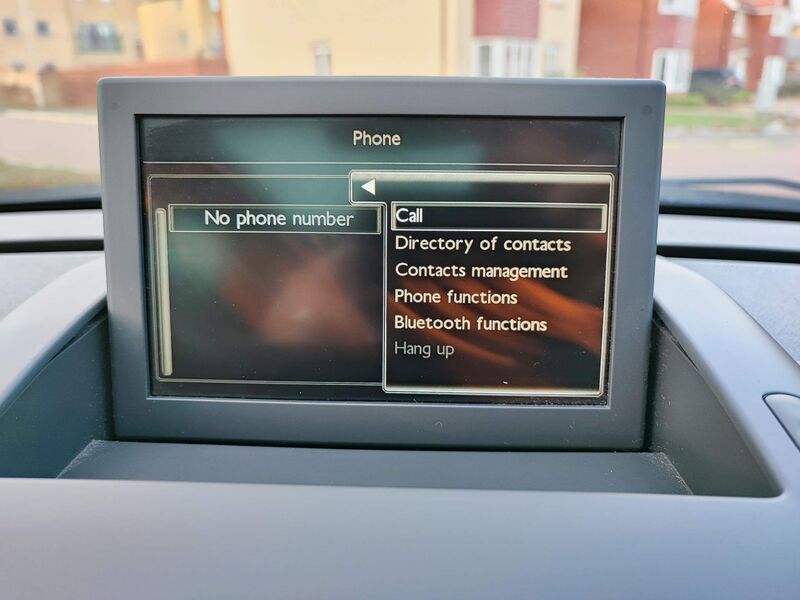 Phone
No phone number
Call
Directory of contacts
Contacts management
Phone functions
Bluetooth functions
Hang up